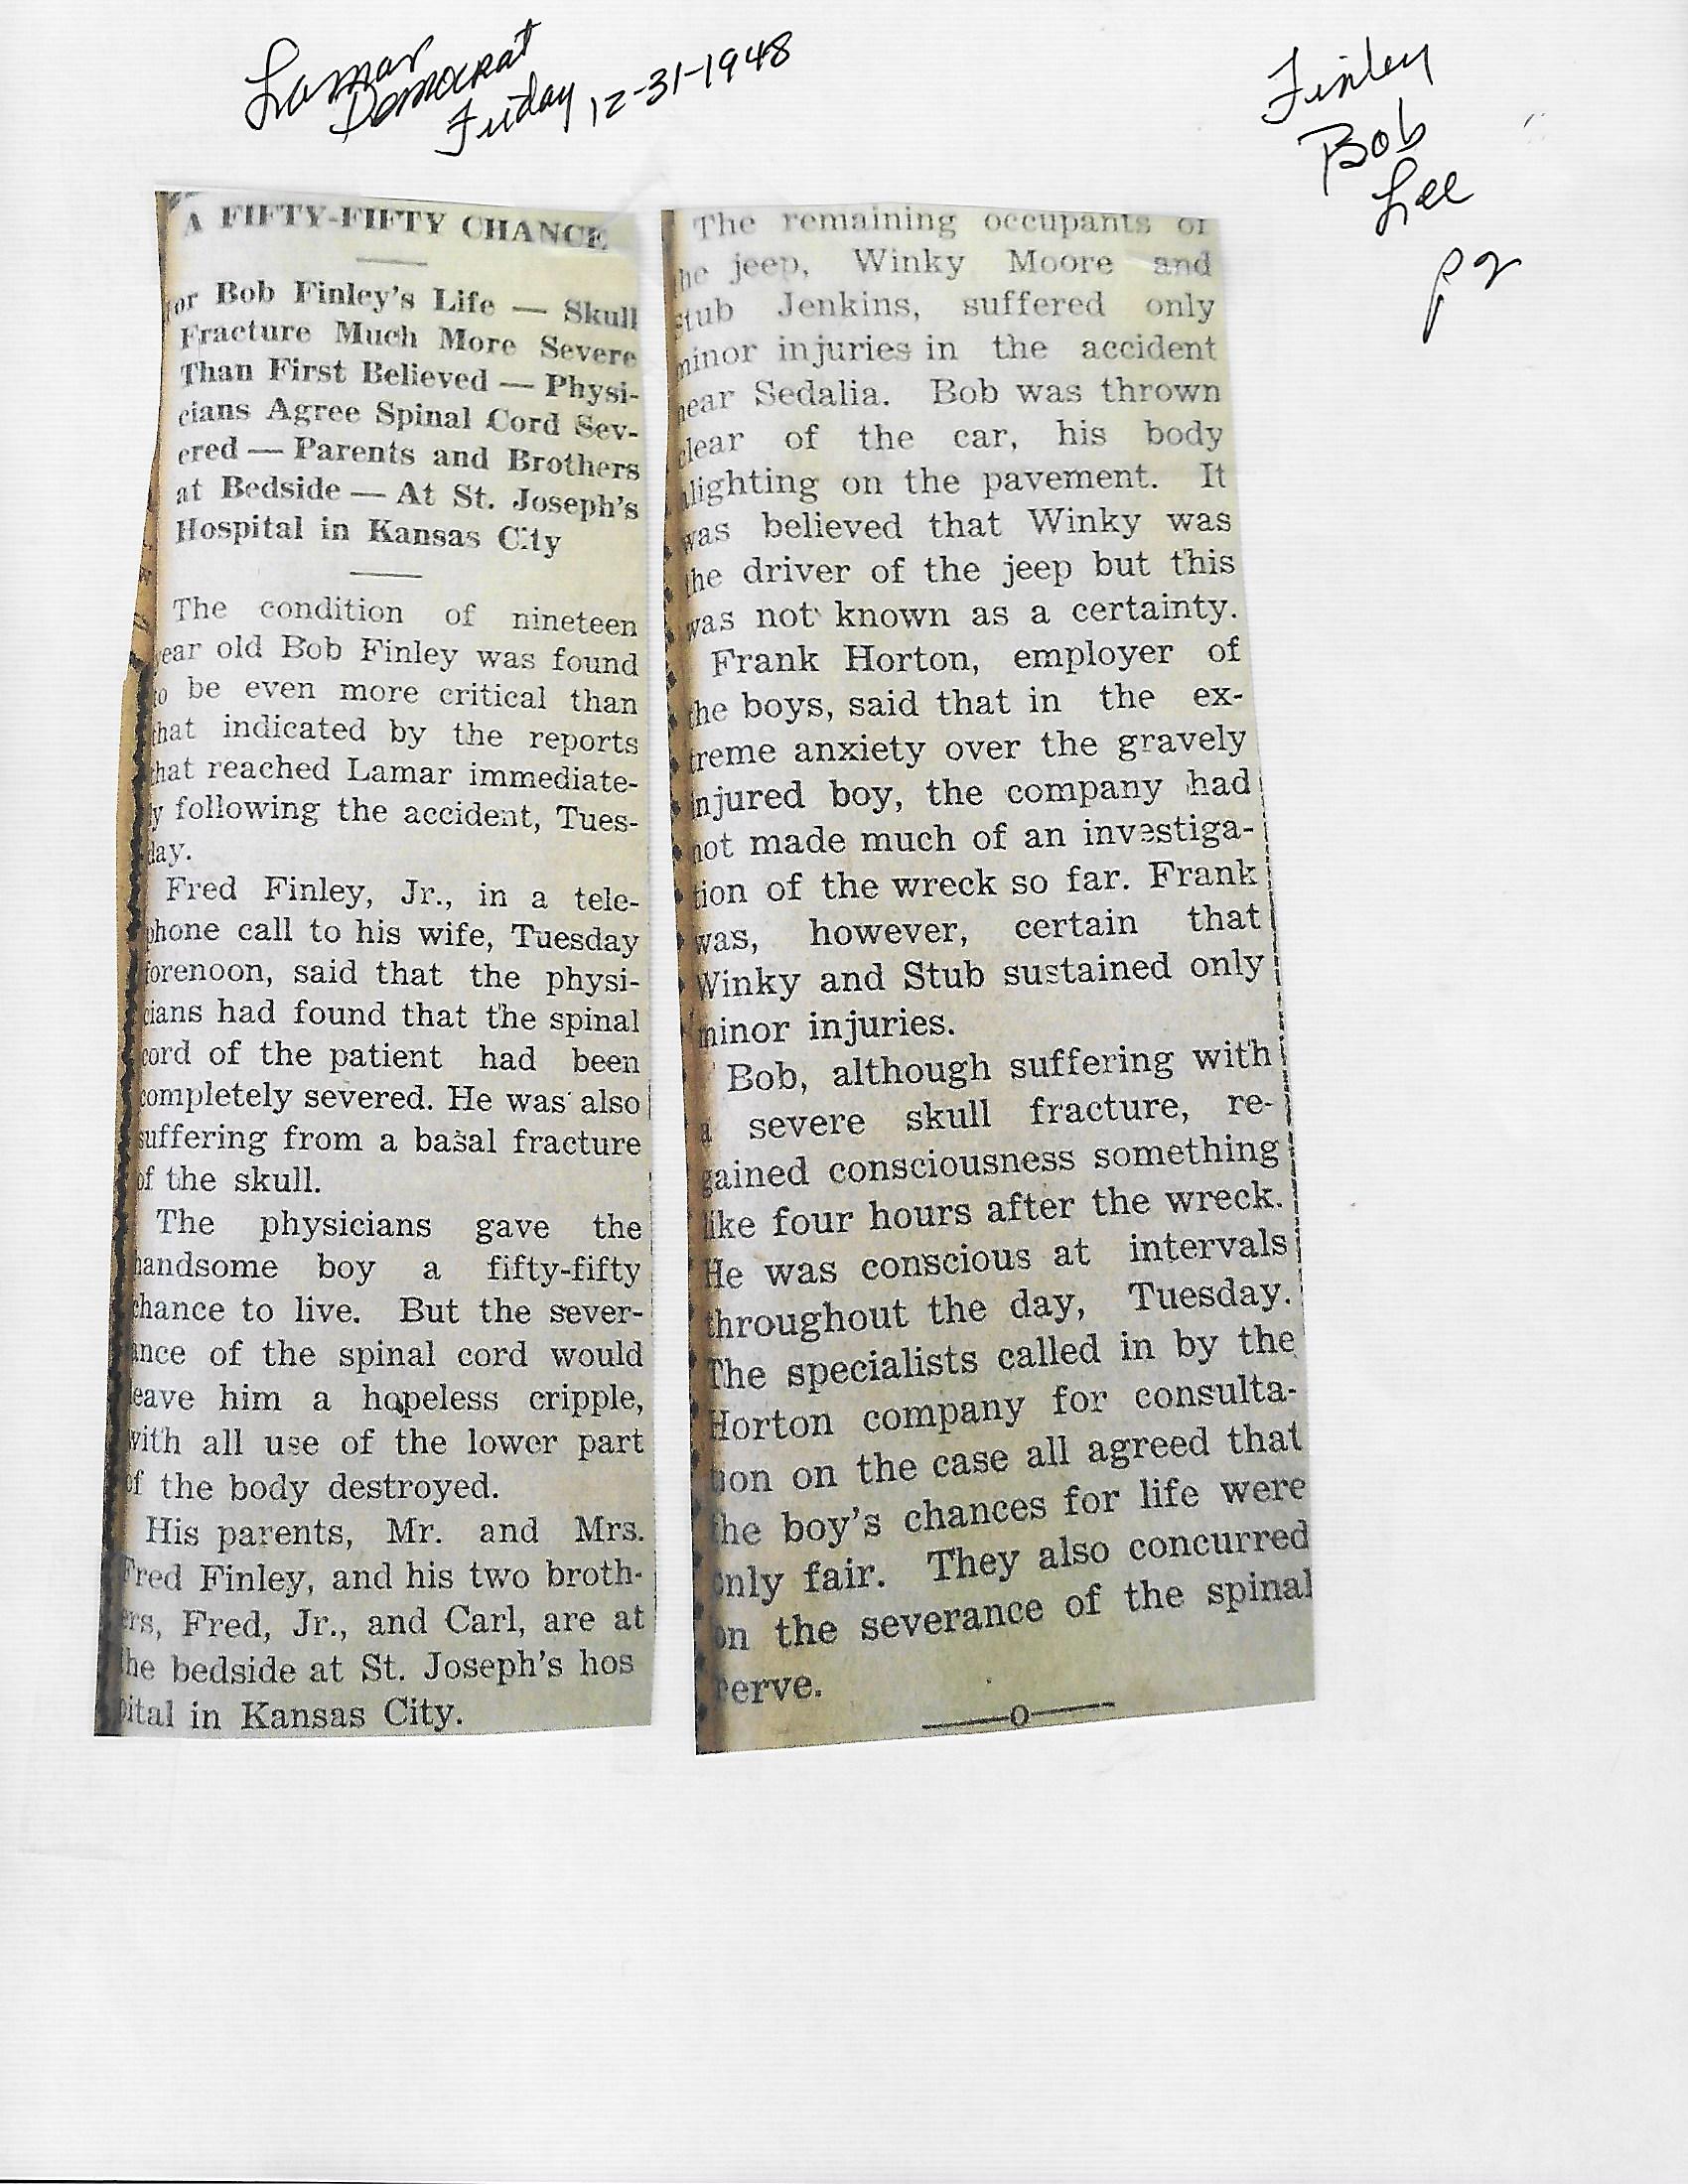 Lamar
Democrat
Friday 12-31-1948
Finley
Bob
Lee
p 2
A FIFTY-FIFTY CHANCE
or Bob Finley's Life — Skull
Fracture Much More Severe
Than First Believed — Physi-
cians Agree Spinal Cord Sev-
ered — Parents and Brothers
at Bedside — At St. Joseph's
Hospital in Kansas City
The condition of nineteen
ear old Bob Finley was found
o be even more critical than
hat indicated by the reports
hat reached Lamar immediate-
y following the accident, Tues-
day.
Fred Finley, Jr., in a tele-
phone call to his wife, Tuesday
forenoon, said that the physi-
cians had found that the spinal
cord of the patient had been
completely severed. He was also
suffering from a basal fracture
of the skull.
The physicians gave the
handsome boy a fifty-fifty
chance to live. But the sever-
ance of the spinal cord would
leave him a hopeless cripple,
with all use of the lower part
of the body destroyed.
His parents, Mr. and Mrs.
Fred Finley, and his two broth-
ers, Fred, Jr., and Carl, are at
the bedside at St. Joseph's hos
pital in Kansas City.
The remaining occupants of
he jeep, Winky Moore and
Stub Jenkins, suffered only
minor injuries in the accident
near Sedalia. Bob was thrown
clear of the car, his body
alighting on the pavement. It
was believed that Winky was
the driver of the jeep but this
was not known as a certainty.
Frank Horton, employer of
the boys, said that in the ex-
treme anxiety over the gravely
injured boy, the company had
not made much of an investiga-
tion of the wreck so far. Frank
was, however, certain that
Winky and Stub sustained only
minor injuries.
Bob, although suffering with
a severe skull fracture, re-
gained consciousness something
like four hours after the wreck.
He was conscious at intervals
throughout the day, Tuesday.
The specialists called in by the
Horton company for consulta-
tion on the case all agreed that
the boy's chances for life were
only fair. They also concurred
on the severance of the spinal
nerve.
——o——